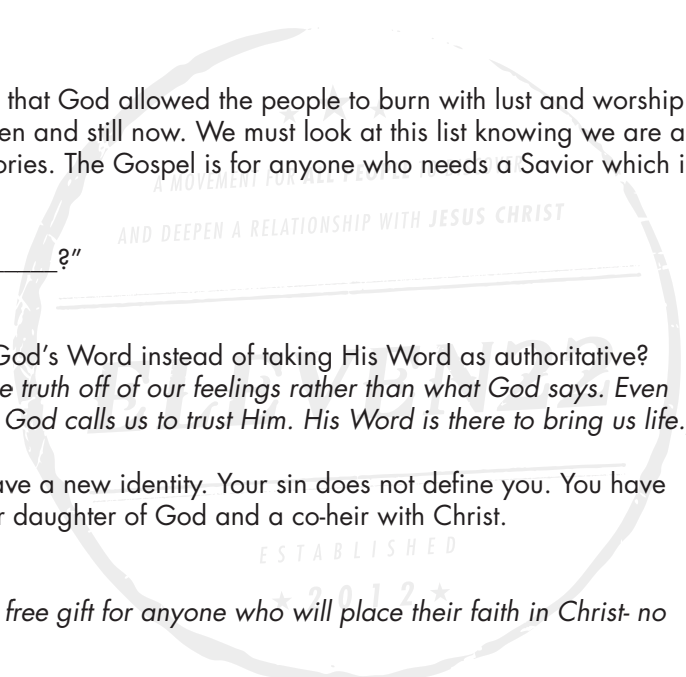 that God allowed the people to burn with lust and worship
en and still now. We must look at this list knowing we are a
ories. The Gospel is for anyone who needs a Savior which i
A MOVEMENT FOR ALL PEOPLE TO DISCOVER
AND DEEPEN A RELATIONSHIP WITH JESUS CHRIST
______?”
God’s Word instead of taking His Word as authoritative?
e truth off of our feelings rather than what God says. Even
God calls us to trust Him. His Word is there to bring us life.
ELEVEN22
ave a new identity. Your sin does not define you. You have
r daughter of God and a co-heir with Christ.
ESTABLISHED
★ 2012 ★
free gift for anyone who will place their faith in Christ- no